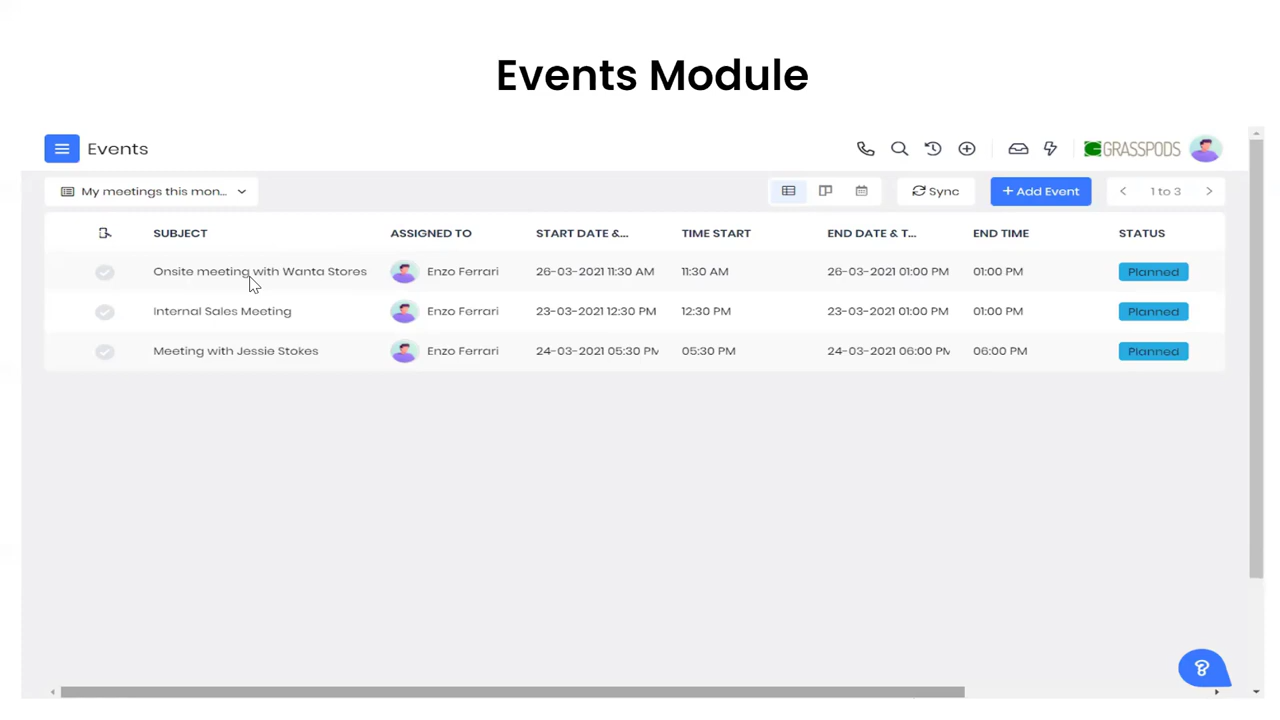 Events Module
Events
GRASSPODS
My meetings this mon...
Sync
+ Add Event
1 to 3
SUBJECT ASSIGNED TO START DATE &... TIME START END DATE & T... END TIME STATUS
Onsite meeting with Wanta Stores Enzo Ferrari 26-03-2021 11:30 AM 11:30 AM 26-03-2021 01:00 PM 01:00 PM Planned
Internal Sales Meeting Enzo Ferrari 23-03-2021 12:30 PM 12:30 PM 23-03-2021 01:00 PM 01:00 PM Planned
Meeting with Jessie Stokes Enzo Ferrari 24-03-2021 05:30 PM 05:30 PM 24-03-2021 06:00 PM 06:00 PM Planned
?